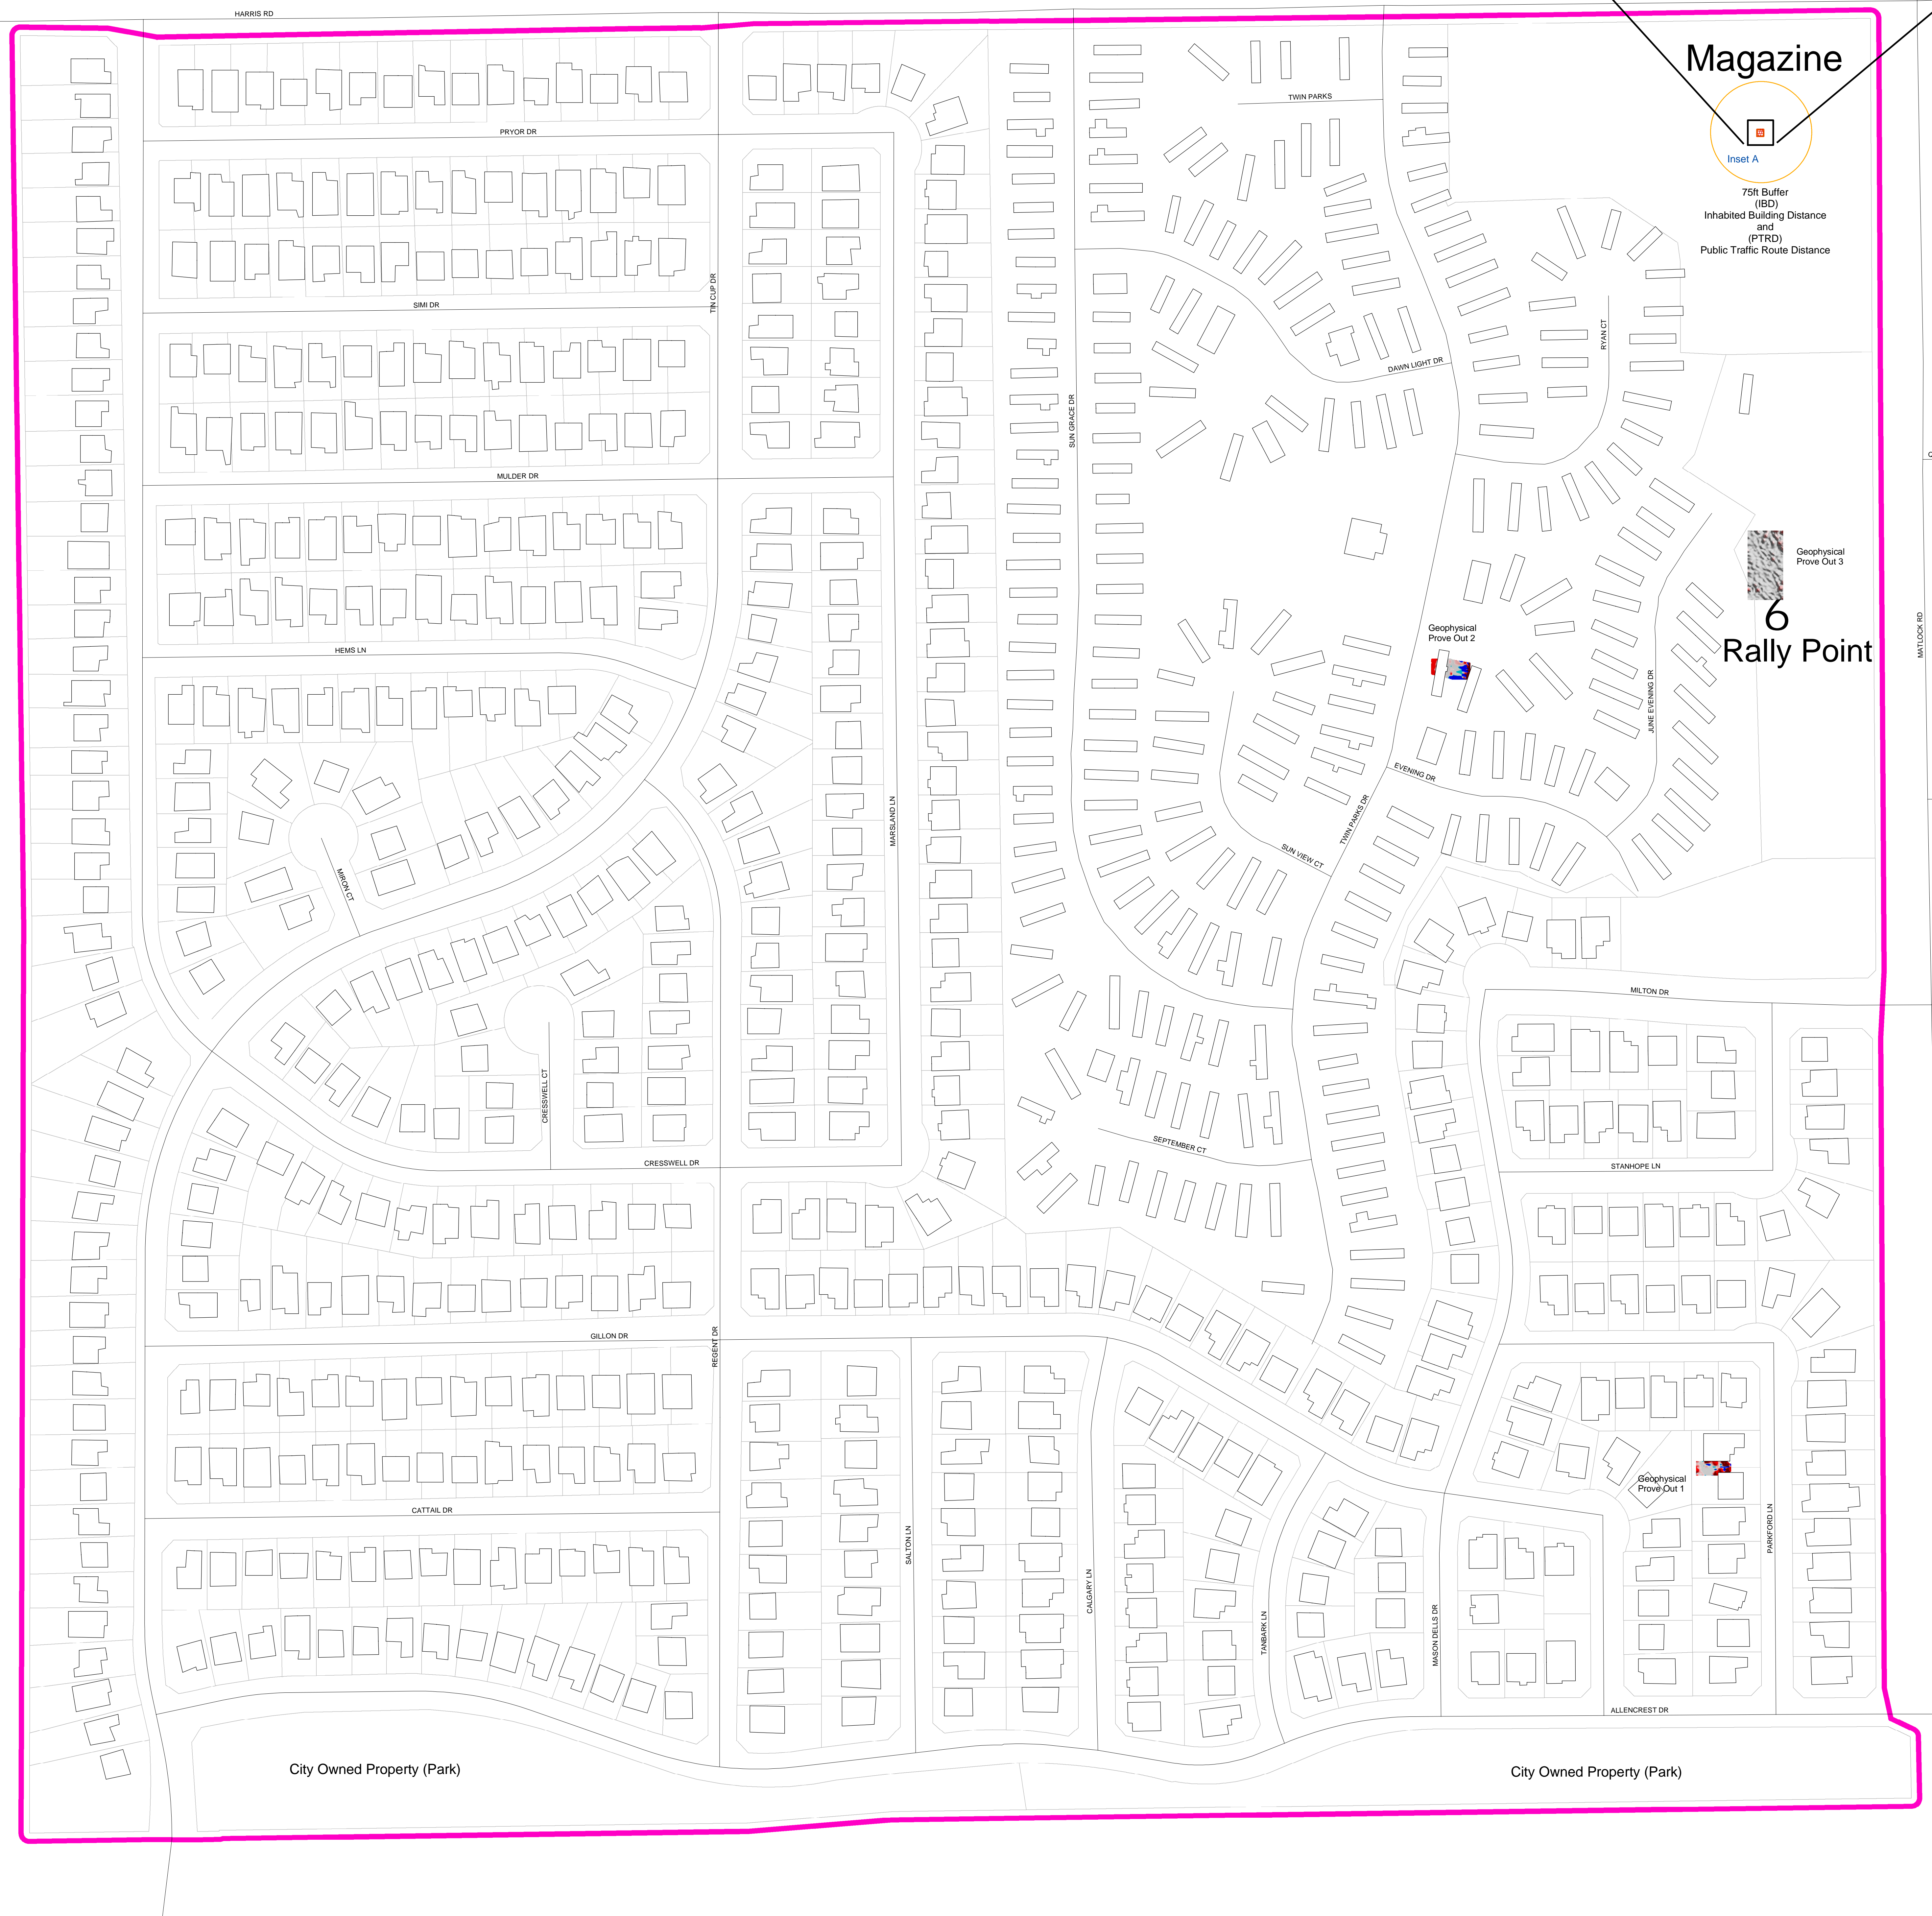 HARRIS RD
Magazine
TWIN PARKS
PRYOR DR
Inset A
75ft Buffer
(IBD)
Inhabited Building Distance
and
(PTRD)
Public Traffic Route Distance
TIN CUP DR
SIMI DR
RYAN CT
DAWN LIGHT DR
SUN GRACE DR
MULDER DR
Geophysical
Prove Out 3
6
Rally Point
MATLOCK RD
Geophysical
Prove Out 2
HEMS LN
JUNE EVENING DR
EVENING DR
TWIN PARKS DR
MARSLAND LN
SUN VIEW CT
MIRON CT
MILTON DR
CRESSWELL CT
SEPTEMBER CT
CRESSWELL DR
STANHOPE LN
GILLON DR
REGENT DR
Geophysical
Prove Out 1
CATTAIL DR
SALTON LN
CALGARY LN
TANBARK LN
MASON DELLS DR
PARKFORD LN
ALLENCREST DR
City Owned Property (Park)
City Owned Property (Park)